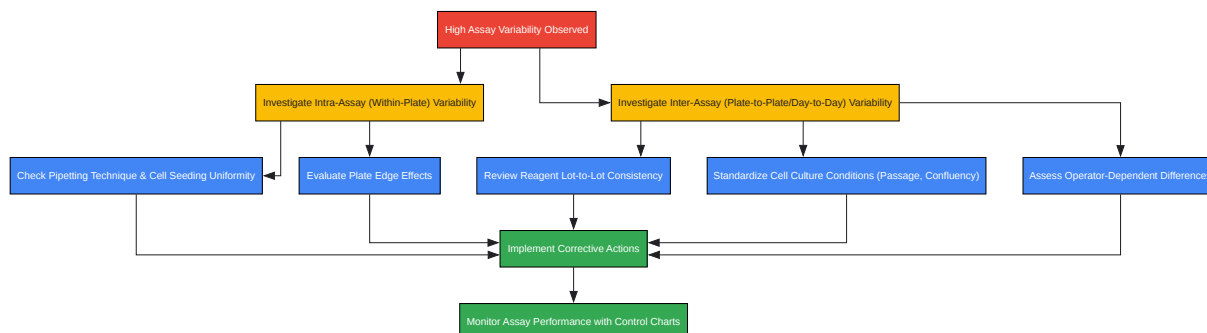 High Assay Variability Observed
Investigate Intra-Assay (Within-Plate) Variability
Investigate Inter-Assay (Plate-to-Plate/Day-to-Day) Variability
Check Pipetting Technique & Cell Seeding Uniformity
Evaluate Plate Edge Effects
Review Reagent Lot-to-Lot Consistency
Standardize Cell Culture Conditions (Passage, Confluency)
Assess Operator-Dependent Difference
Implement Corrective Actions
Monitor Assay Performance with Control Charts